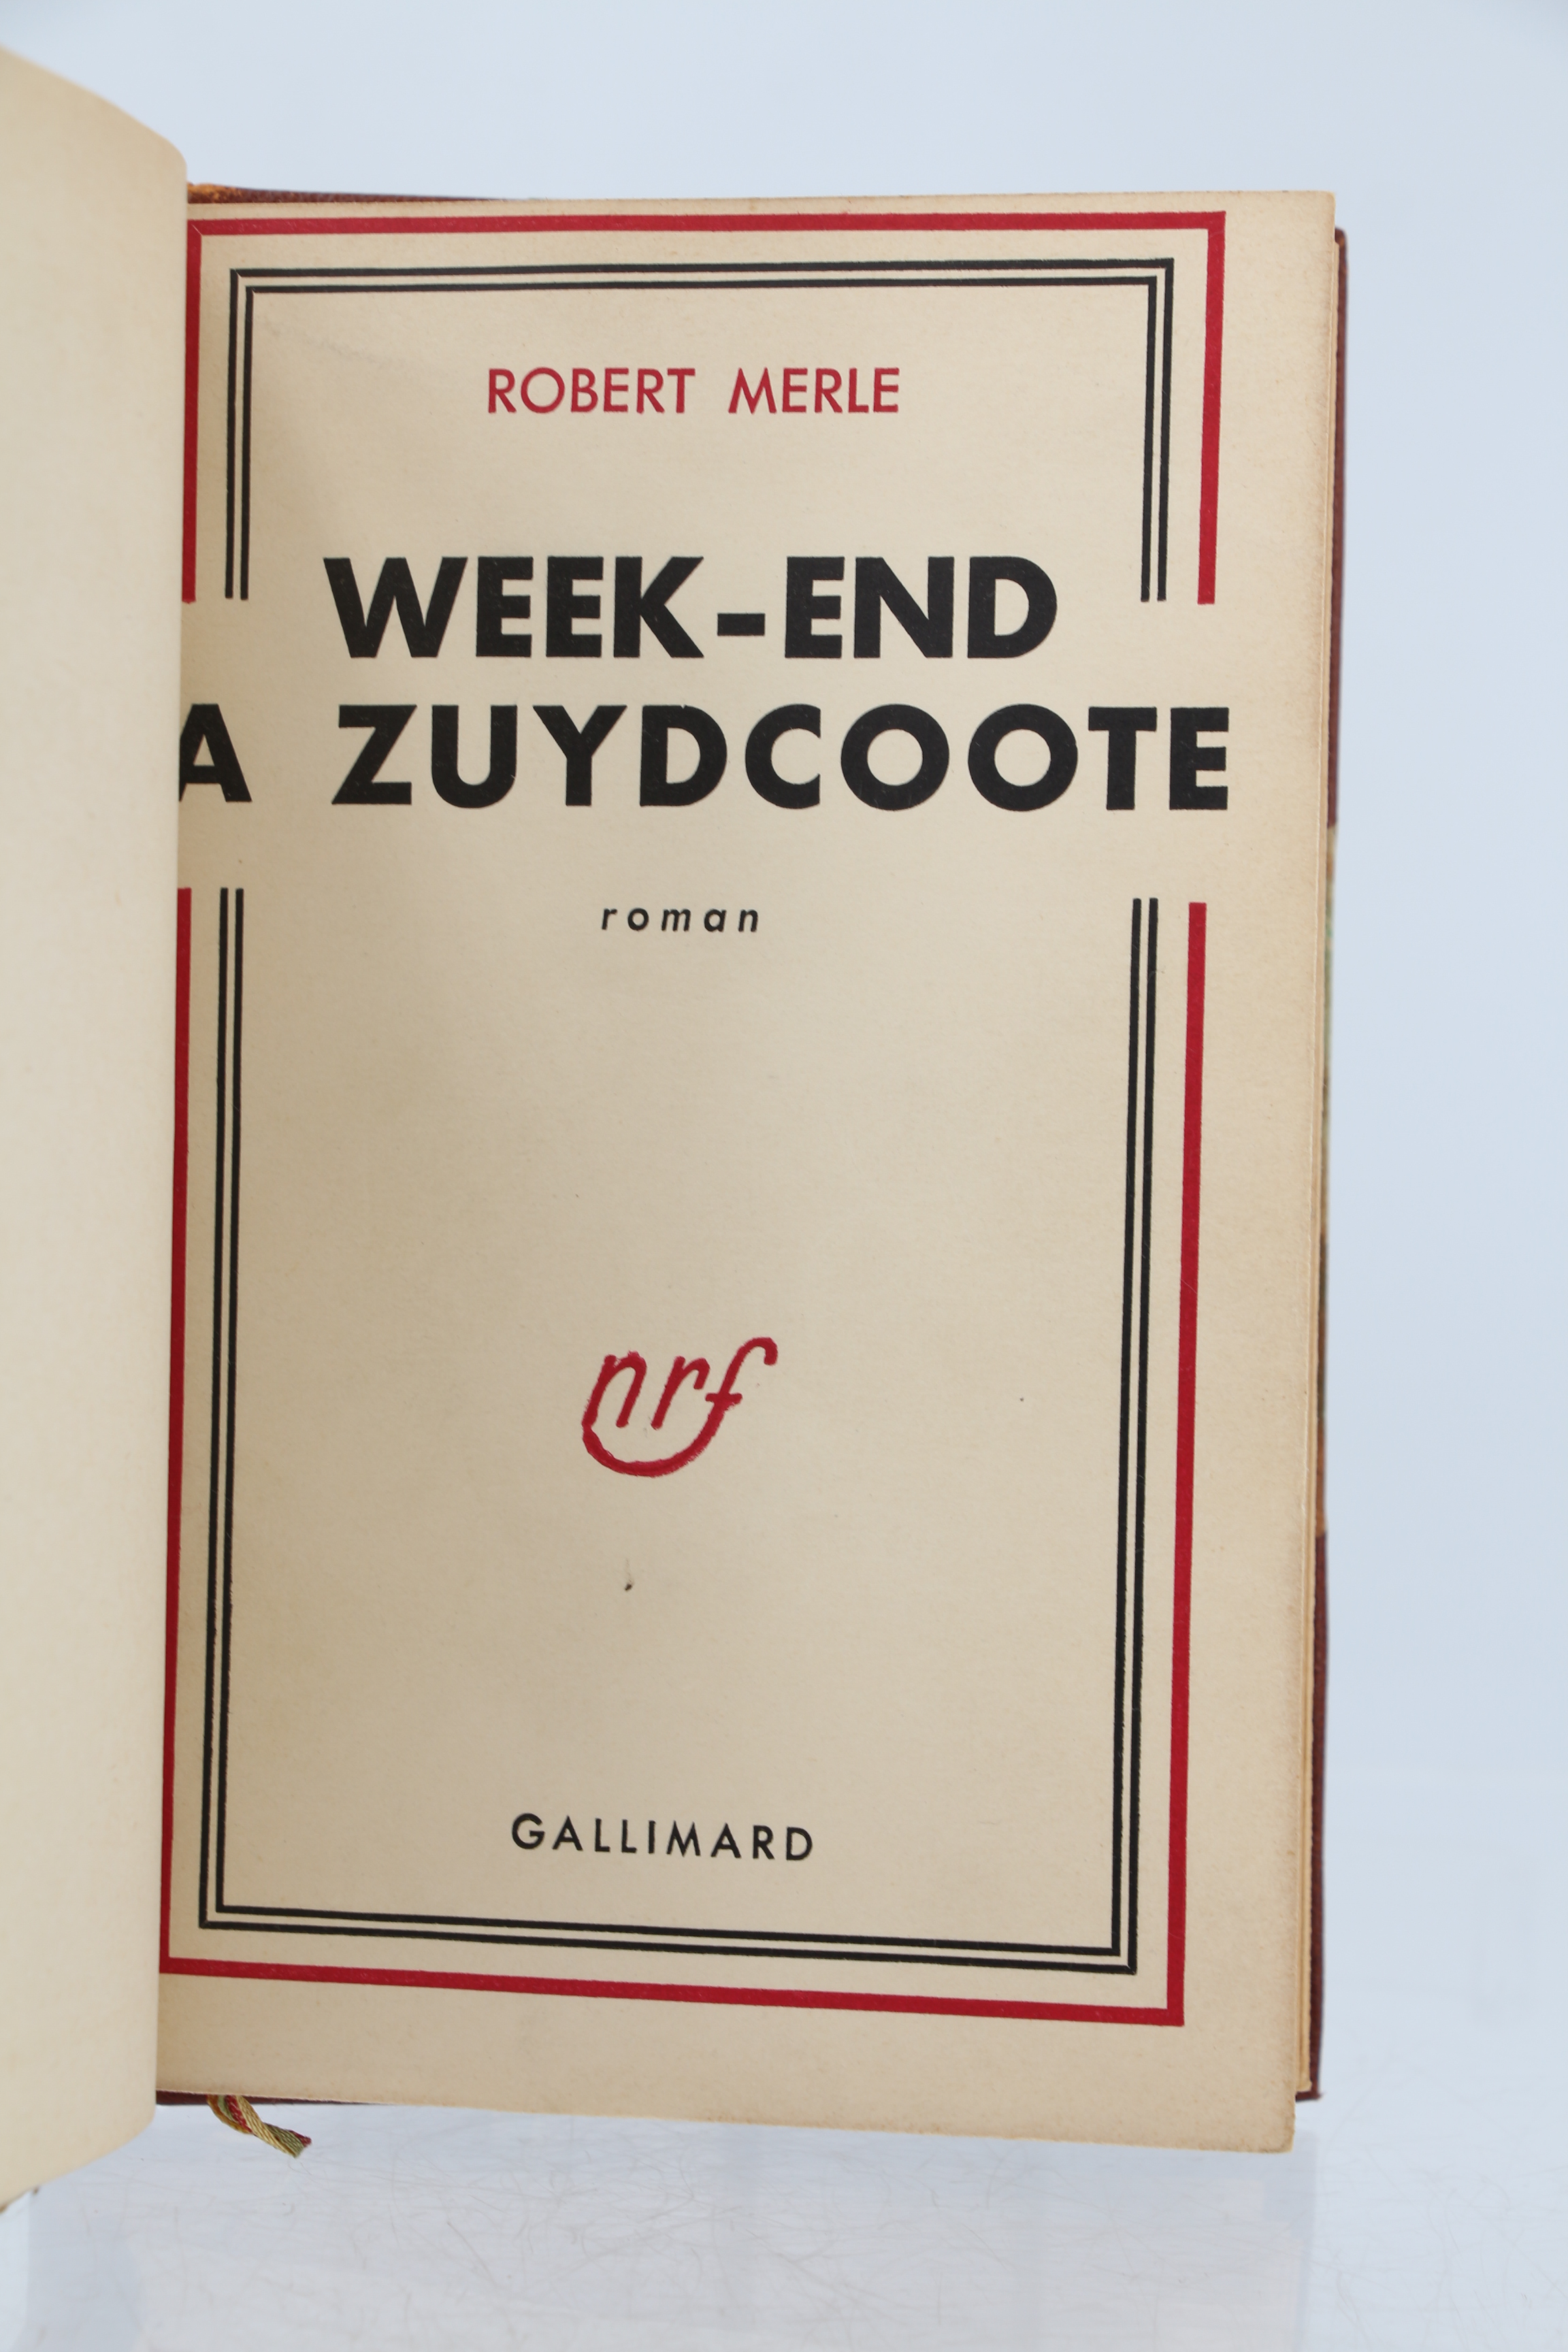 ROBERT MERLE
WEEK-END
A ZUYDCOOTE
roman
nrf
GALLIMARD